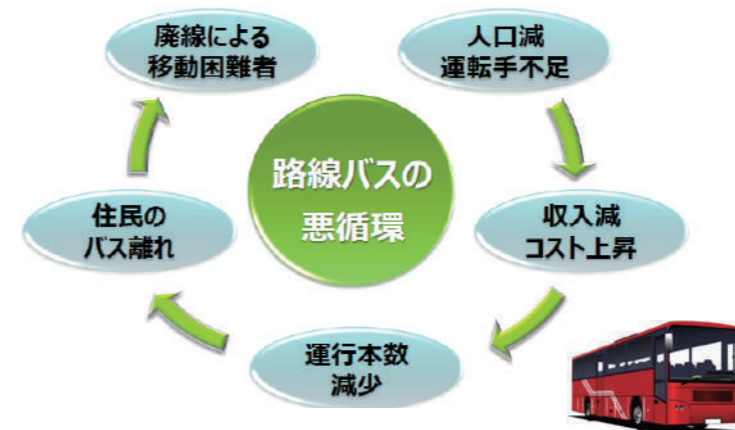 廃線による
移動困難者
人口減
運転手不足
路線バスの
悪循環
住民の
バス離れ
収入減
コスト上昇
運行本数
減少